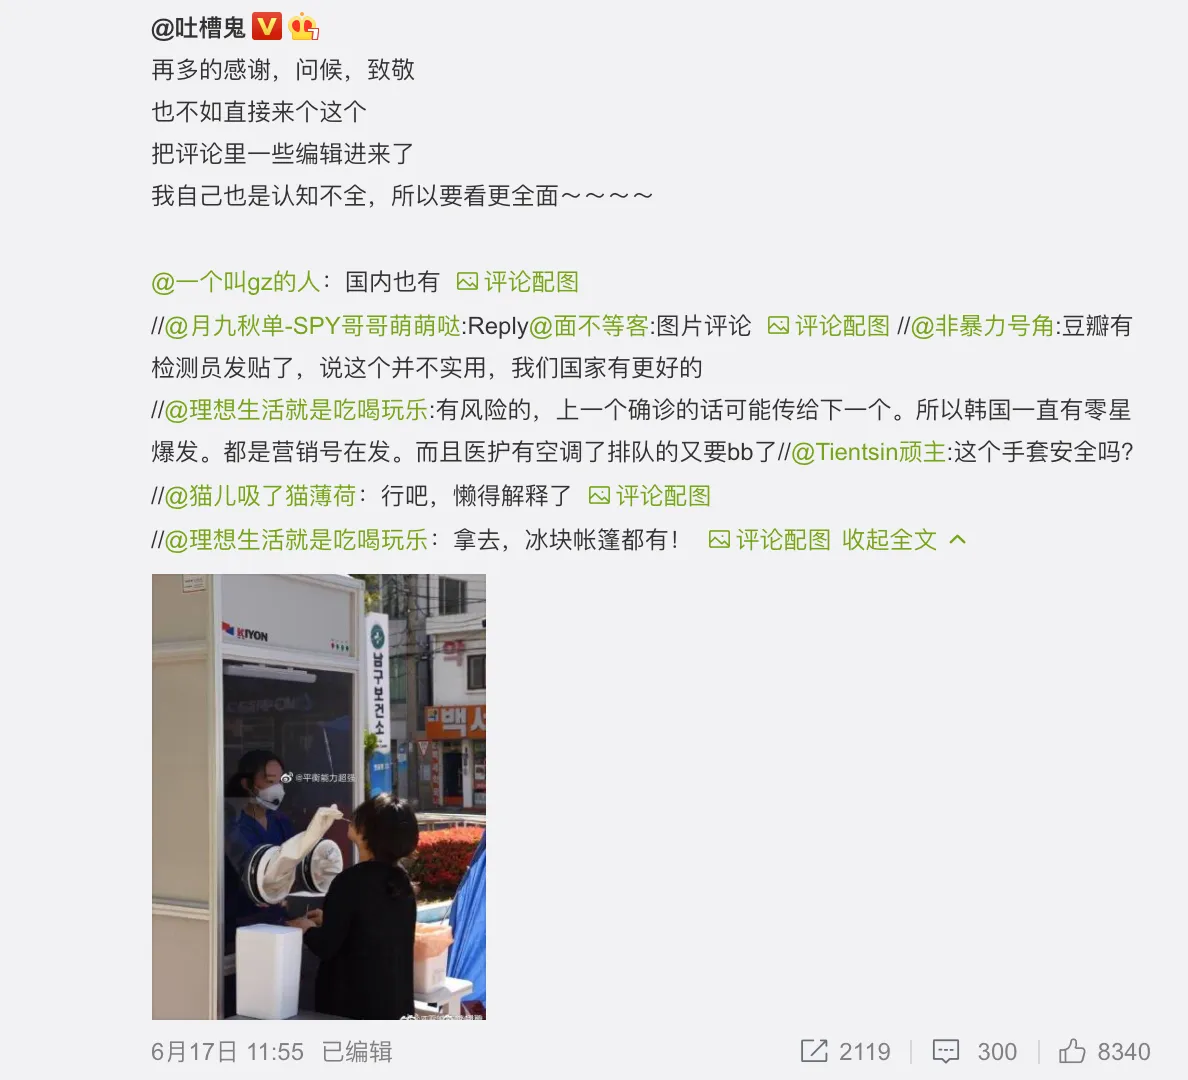 @吐槽鬼
再多的感谢，问候，致敬
也不如直接来个这个
把评论里一些编辑进来了
我自己也是认知不全，所以要看更全面～～～～
@一个叫gz的人：国内也有 评论配图
//@月九秋单-SPY哥哥萌萌哒:Reply@面不等客:图片评论 评论配图 //@非暴力号角:豆瓣有
检测员发贴了，说这个并不实用，我们国家有更好的
//@理想生活就是吃喝玩乐:有风险的，上一个确诊的话可能传给下一个。所以韩国一直有零星
爆发。都是营销号在发。而且医护有空调了排队的又要bb了//@Tientsin顽主:这个手套安全吗?
//@猫儿吸了猫薄荷：行吧，懒得解释了 评论配图
//@理想生活就是吃喝玩乐：拿去，冰块帐篷都有！ 评论配图 收起全文
KIYON
남구보건소
약
백서
@平衡能力超强
6月17日 11:55 已编辑
2119
300
8340